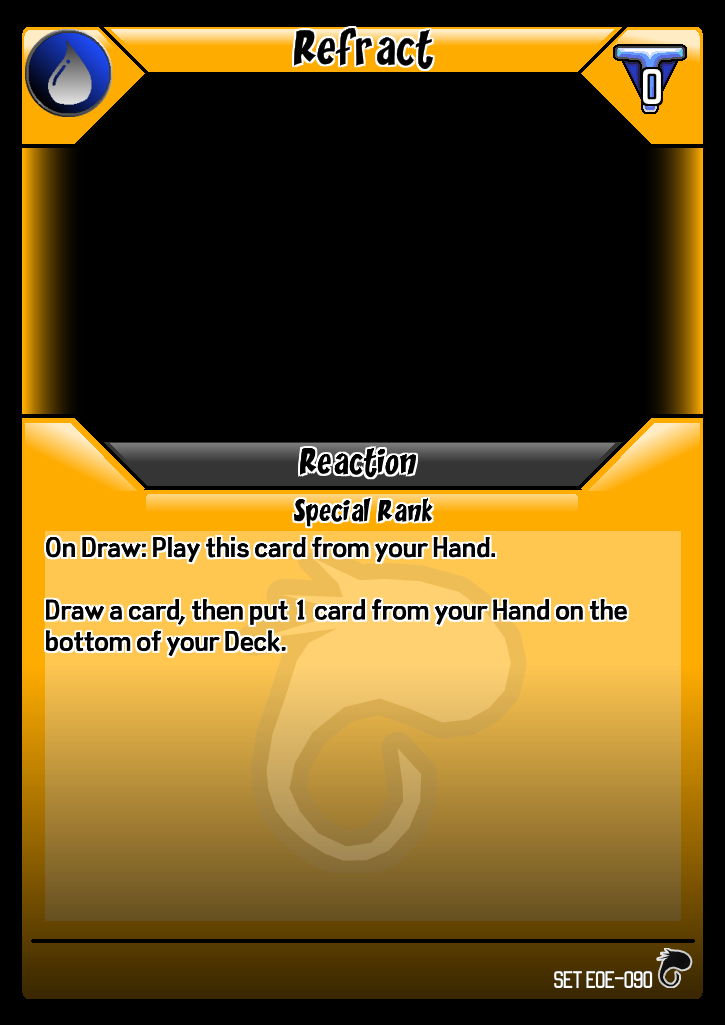 Refract
0
Reaction
Special Rank
On Draw: Play this card from your Hand.
Draw a card, then put 1 card from your Hand on the
bottom of your Deck.
SET EOE-090